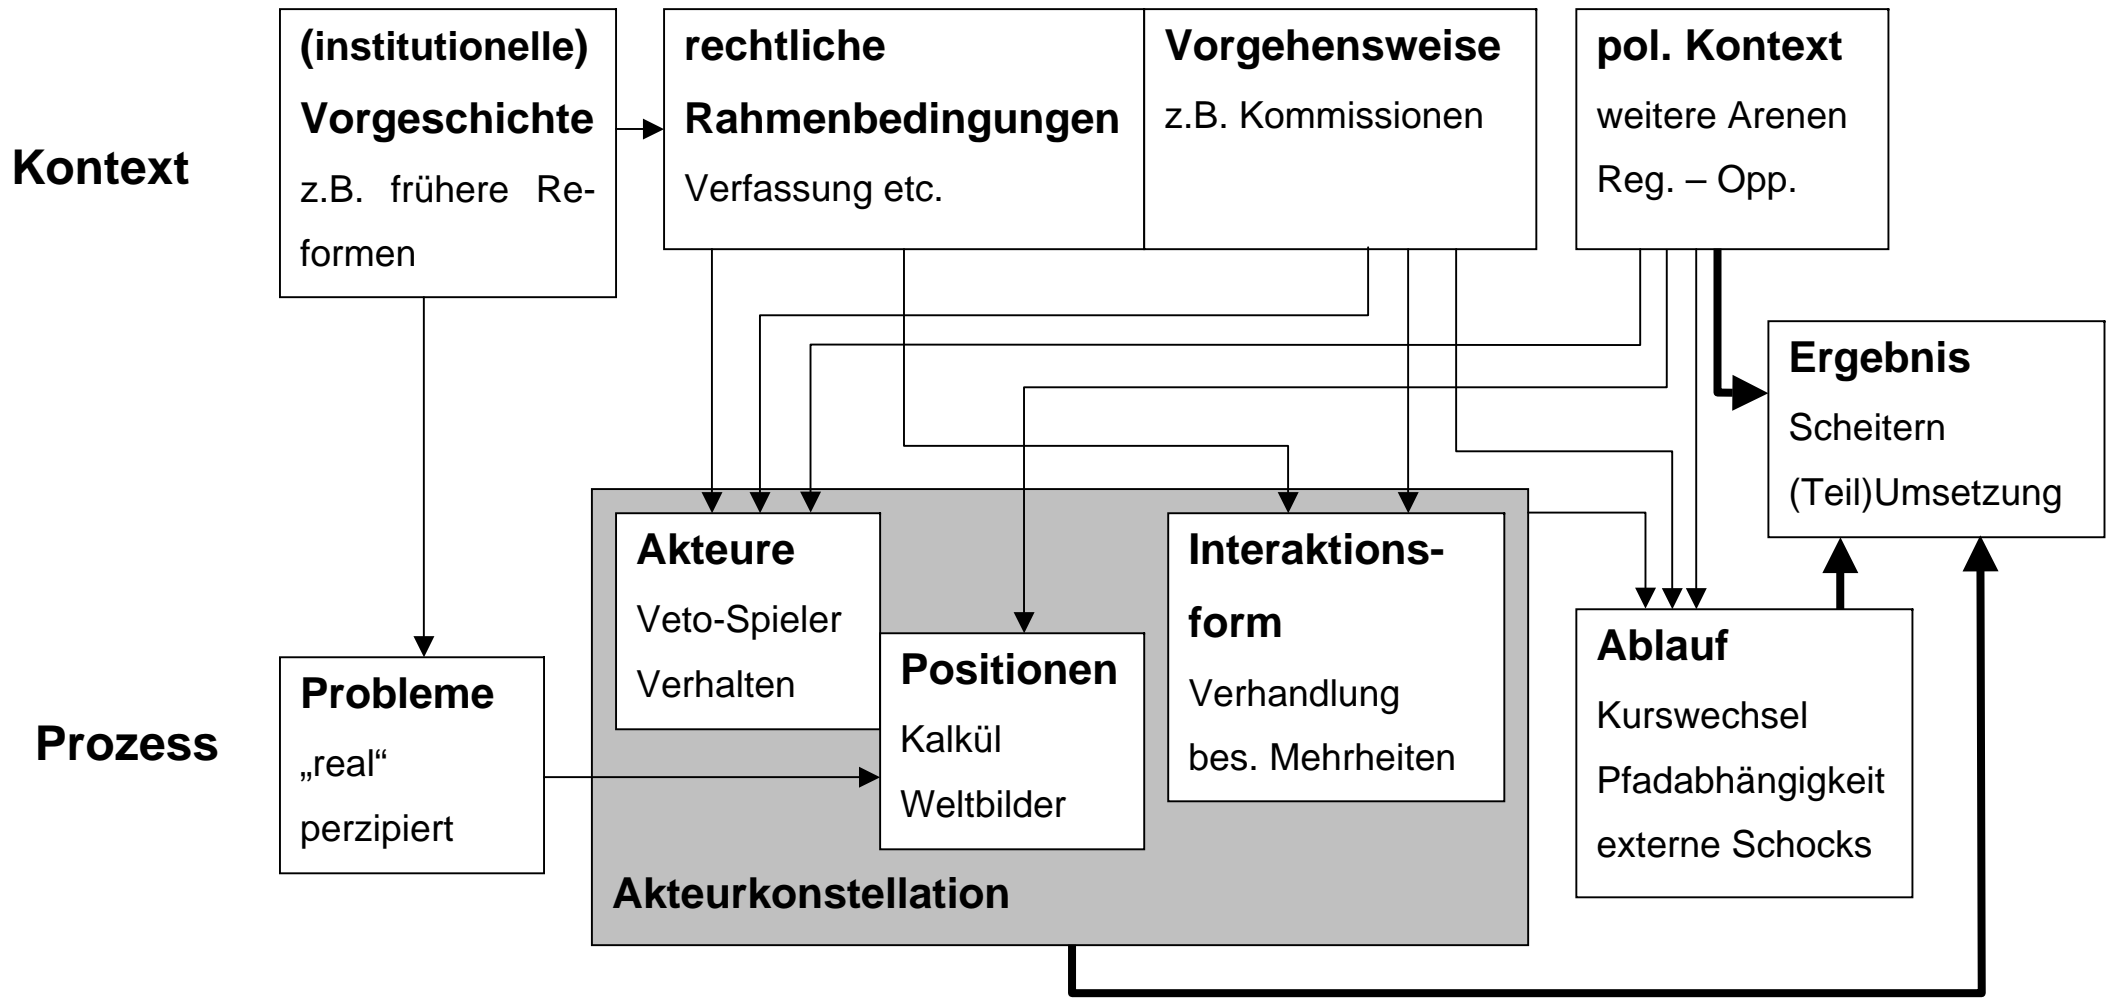 Kontext
(institutionelle)
Vorgeschichte
z.B. frühere Re-
formen
rechtliche
Rahmenbedingungen
Verfassung etc.
Vorgehensweise
z.B. Kommissionen
pol. Kontext
weitere Arenen
Reg. – Opp.
Ergebnis
Scheitern
(Teil)Umsetzung
Prozess
Probleme
„real“
perzipiert
Akteure
Veto-Spieler
Verhalten
Positionen
Kalkül
Weltbilder
Interaktions-
form
Verhandlung
bes. Mehrheiten
Akteurkonstellation
Ablauf
Kurswechsel
Pfadabhängigkeit
externe Schocks